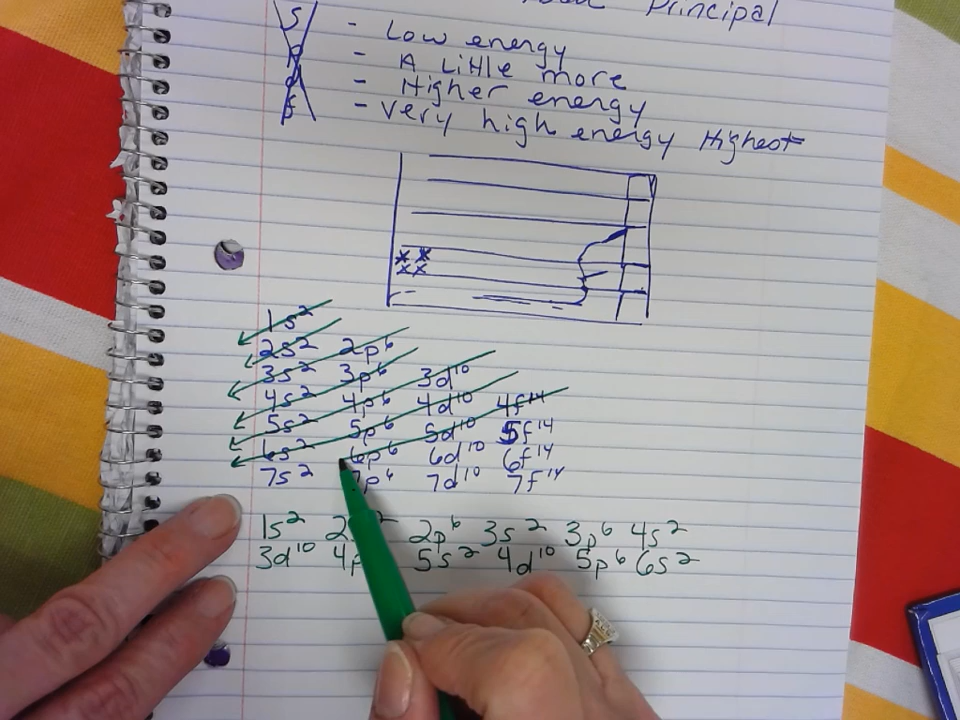 Principal
s - Low energy
p - A Little more
d - Higher energy
f - very high energy Highest
1s²
2s² 2p⁶
3s² 3p⁶ 3d¹⁰
4s² 4p⁶ 4d¹⁰ 4f¹⁴
5s² 5p⁶ 5d¹⁰ 5f¹⁴
6s² 6p⁶ 6d¹⁰ 6f¹⁴
7s² 7p⁶ 7d¹⁰ 7f¹⁴
1s² 2s² 2p⁶ 3s² 3p⁶ 4s²
3d¹⁰ 4p 5s² 4d¹⁰ 5p⁶ 6s²